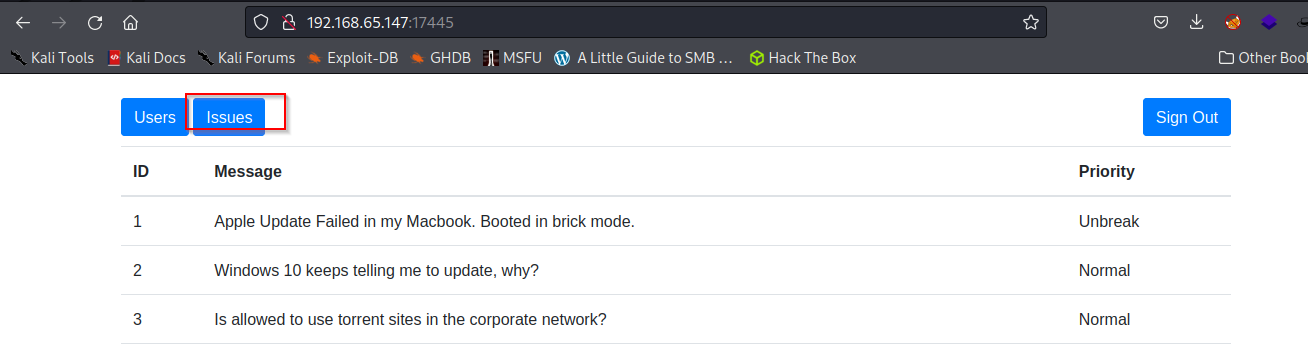 192.168.65.147:17445
Kali Tools Kali Docs Kali Forums Exploit-DB GHDB MSFU A Little Guide to SMB ... Hack The Box Other Boo
Users Issues Sign Out
ID Message Priority
1 Apple Update Failed in my Macbook. Booted in brick mode. Unbreak
2 Windows 10 keeps telling me to update, why? Normal
3 Is allowed to use torrent sites in the corporate network? Normal